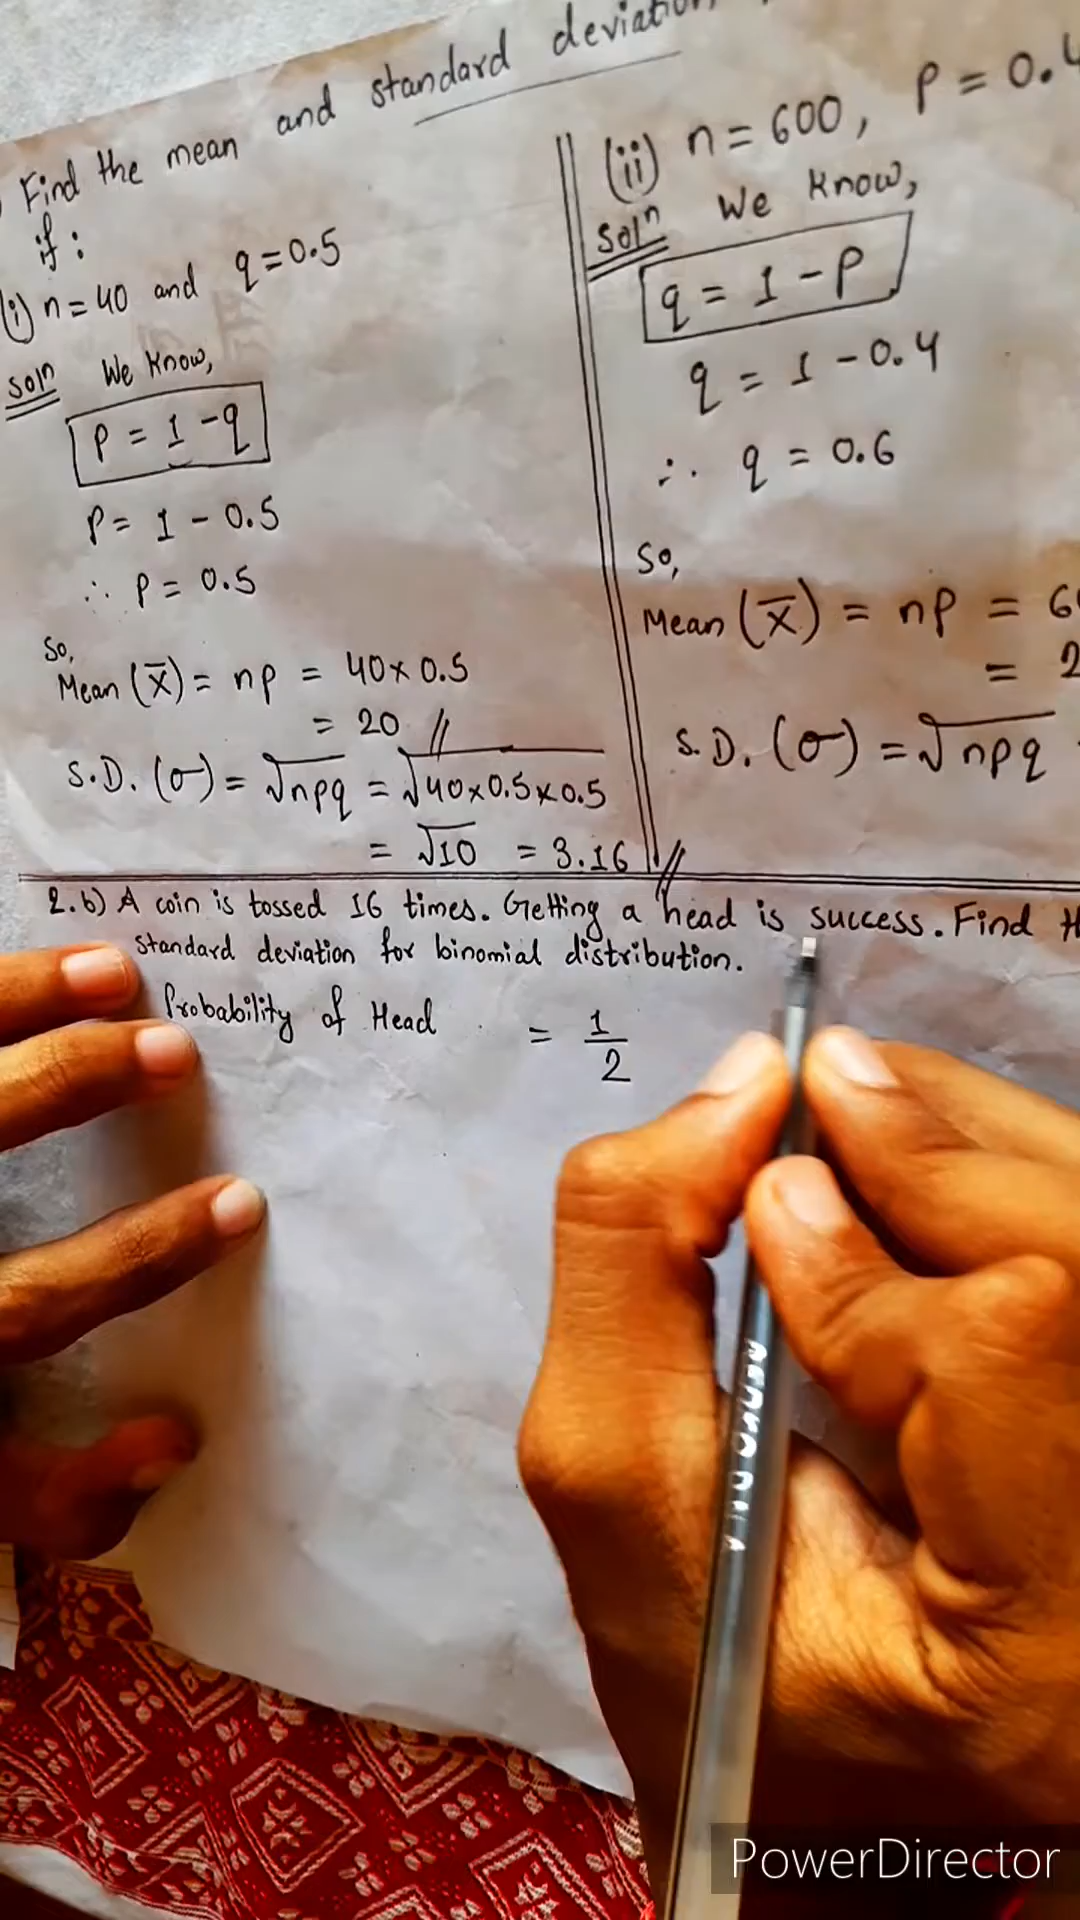 Find the mean and standard deviation
if :
(i) n = 40 and q = 0.5
Soln We Know,
P = 1 - q
P = 1 - 0.5
∴ P = 0.5
So,
Mean (x̅) = np = 40 × 0.5
= 20 //
S.D. (σ) = √npq = √40×0.5×0.5
= √10 = 3.16 //
(ii) n = 600, P = 0.4
Solⁿ We Know,
q = 1 - P
q = 1 - 0.4
∴ q = 0.6
So,
Mean (x̅) = np = 6
= 2
S.D. (σ) = √npq
2.b) A coin is tossed 16 times. Getting a head is success. Find
standard deviation for binomial distribution.
Probability of Head = 1/2
PowerDirector